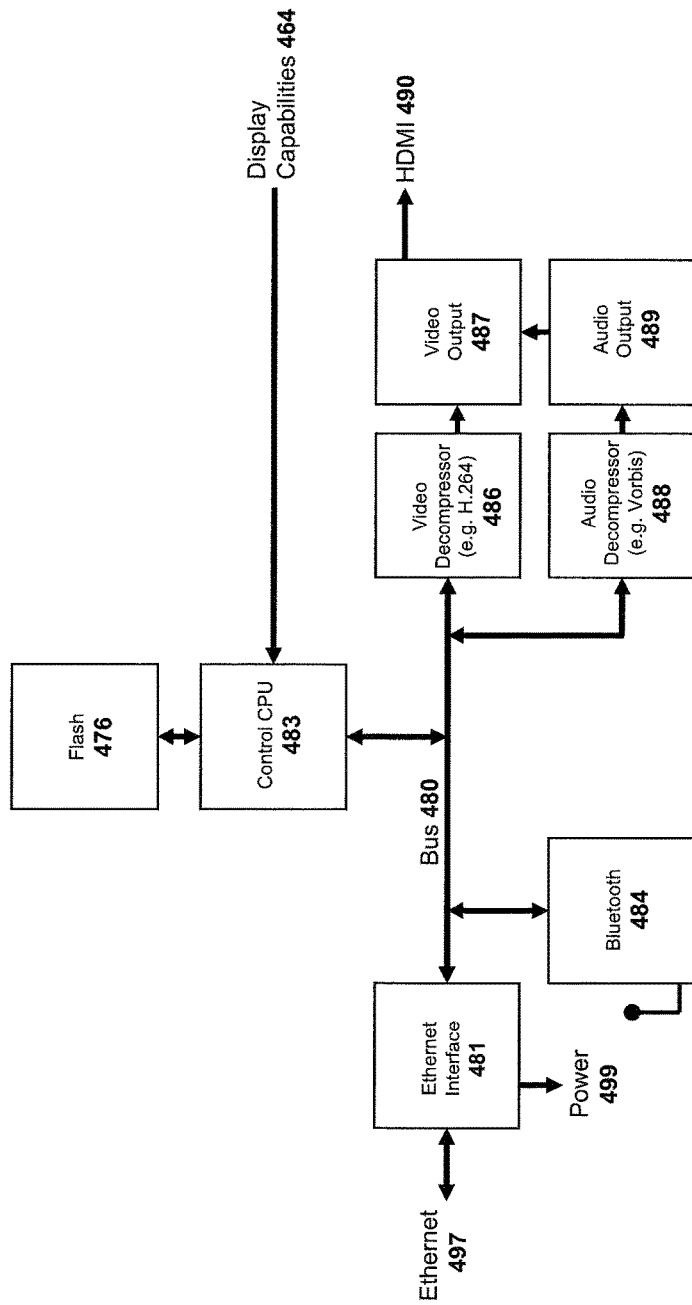 Flash
476
Control CPU
483
Display
Capabilities 464
Ethernet
497
Ethernet
Interface
481
Power
499
Bus 480
Bluetooth
484
Video
Decompressor
(e.g. H.264)
486
Video
Output
487
HDMI 490
Audio
Decompressor
(e.g. Vorbis)
488
Audio
Output
489